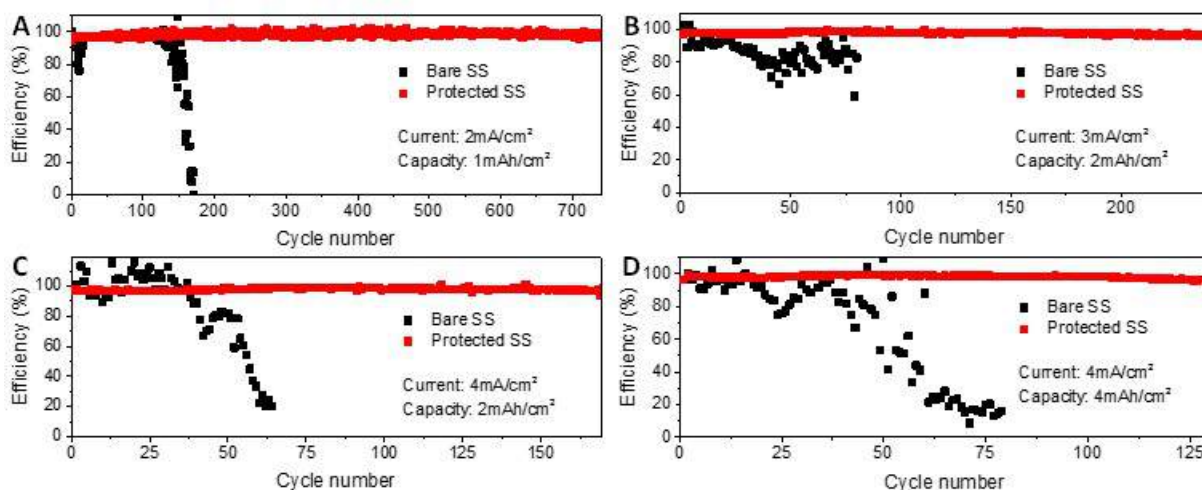 A
Efficiency (%)
100
80
60
40
20
0
Bare SS
Protected SS
Current: 2mA/cm²
Capacity: 1mAh/cm²
0 100 200 300 400 500 600 700
Cycle number
B
Efficiency (%)
100
80
60
40
20
0
Bare SS
Protected SS
Current: 3mA/cm²
Capacity: 2mAh/cm²
0 50 100 150 200
Cycle number
C
Efficiency (%)
100
80
60
40
20
0
Bare SS
Protected SS
Current: 4mA/cm²
Capacity: 2mAh/cm²
0 25 50 75 100 125 150
Cycle number
D
Efficiency (%)
100
80
60
40
20
0
Bare SS
Protected SS
Current: 4mA/cm²
Capacity: 4mAh/cm²
0 25 50 75 100 125
Cycle number